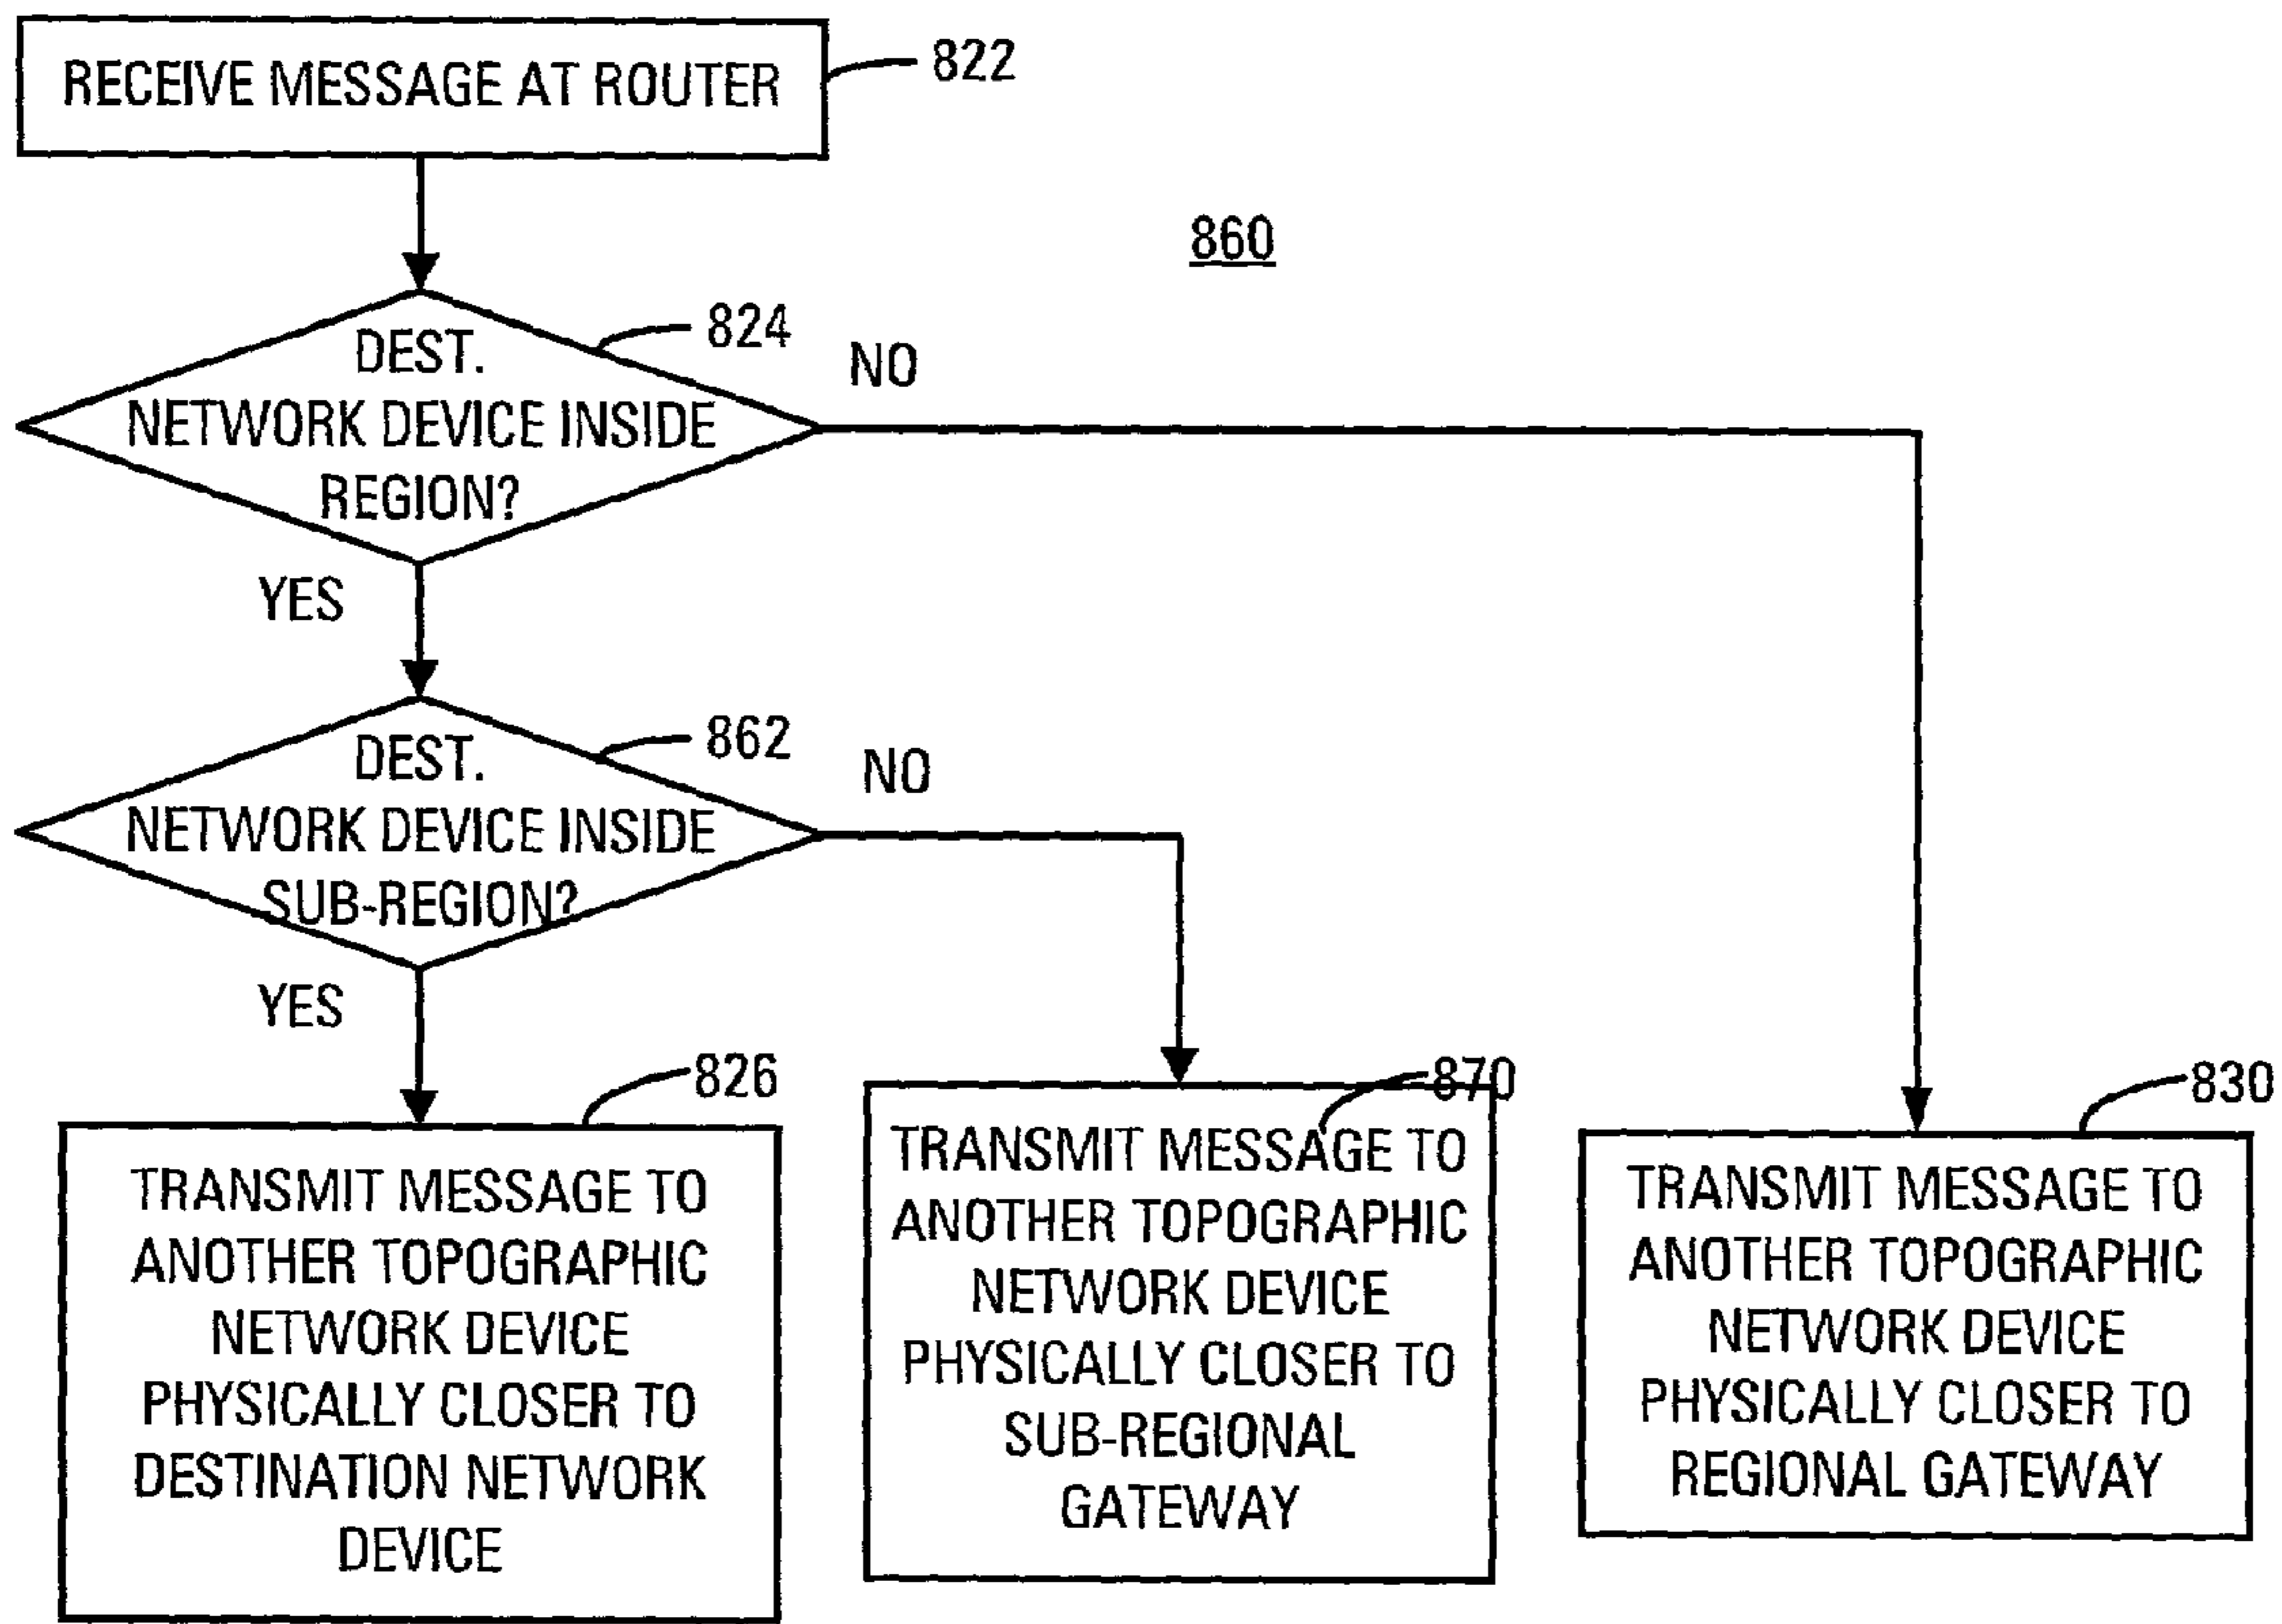 RECEIVE MESSAGE AT ROUTER
822
860
824
DEST.
NETWORK DEVICE INSIDE
REGION?
NO
YES
862
DEST.
NETWORK DEVICE INSIDE
SUB-REGION?
NO
YES
826
TRANSMIT MESSAGE TO
ANOTHER TOPOGRAPHIC
NETWORK DEVICE
PHYSICALLY CLOSER TO
DESTINATION NETWORK
DEVICE
870
TRANSMIT MESSAGE TO
ANOTHER TOPOGRAPHIC
NETWORK DEVICE
PHYSICALLY CLOSER TO
SUB-REGIONAL
GATEWAY
830
TRANSMIT MESSAGE TO
ANOTHER TOPOGRAPHIC
NETWORK DEVICE
PHYSICALLY CLOSER TO
REGIONAL GATEWAY